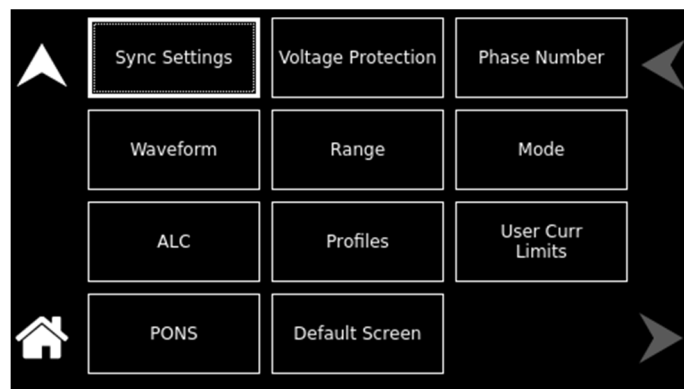 Sync Settings
Voltage Protection
Phase Number
Waveform
Range
Mode
ALC
Profiles
User Curr
Limits
PONS
Default Screen